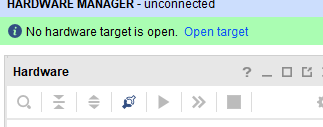 HARDWARE MANAGER - unconnected
No hardware target is open. Open target
Hardware